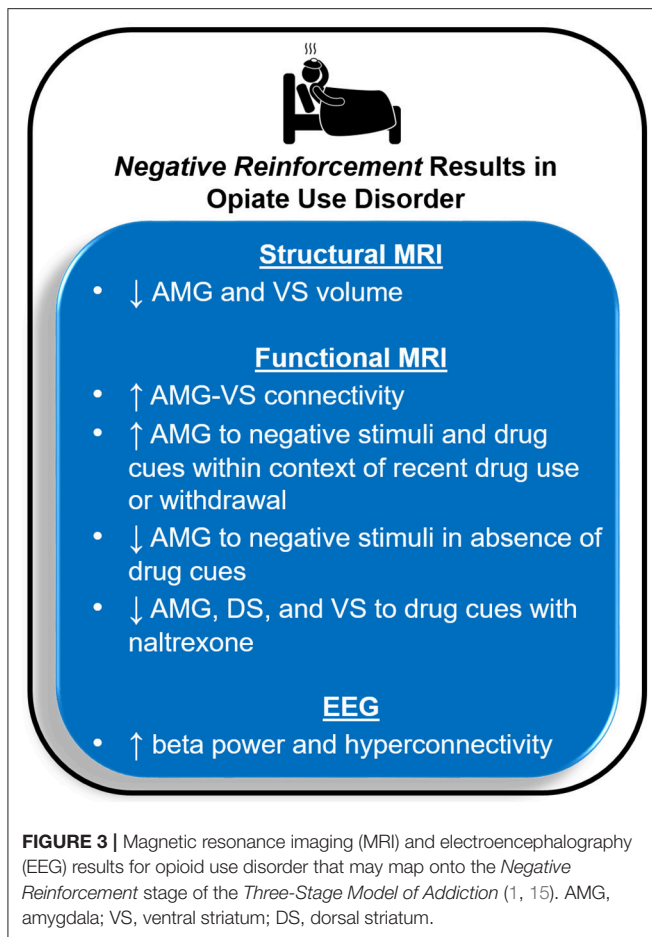 Negative Reinforcement Results in
Opiate Use Disorder
Structural MRI
• ↓ AMG and VS volume
Functional MRI
• ↑ AMG-VS connectivity
• ↑ AMG to negative stimuli and drug
cues within context of recent drug use
or withdrawal
• ↓ AMG to negative stimuli in absence of
drug cues
• ↓ AMG, DS, and VS to drug cues with
naltrexone
EEG
• ↑ beta power and hyperconnectivity
FIGURE 3 | Magnetic resonance imaging (MRI) and electroencephalography
(EEG) results for opioid use disorder that may map onto the Negative
Reinforcement stage of the Three-Stage Model of Addiction (1, 15). AMG,
amygdala; VS, ventral striatum; DS, dorsal striatum.